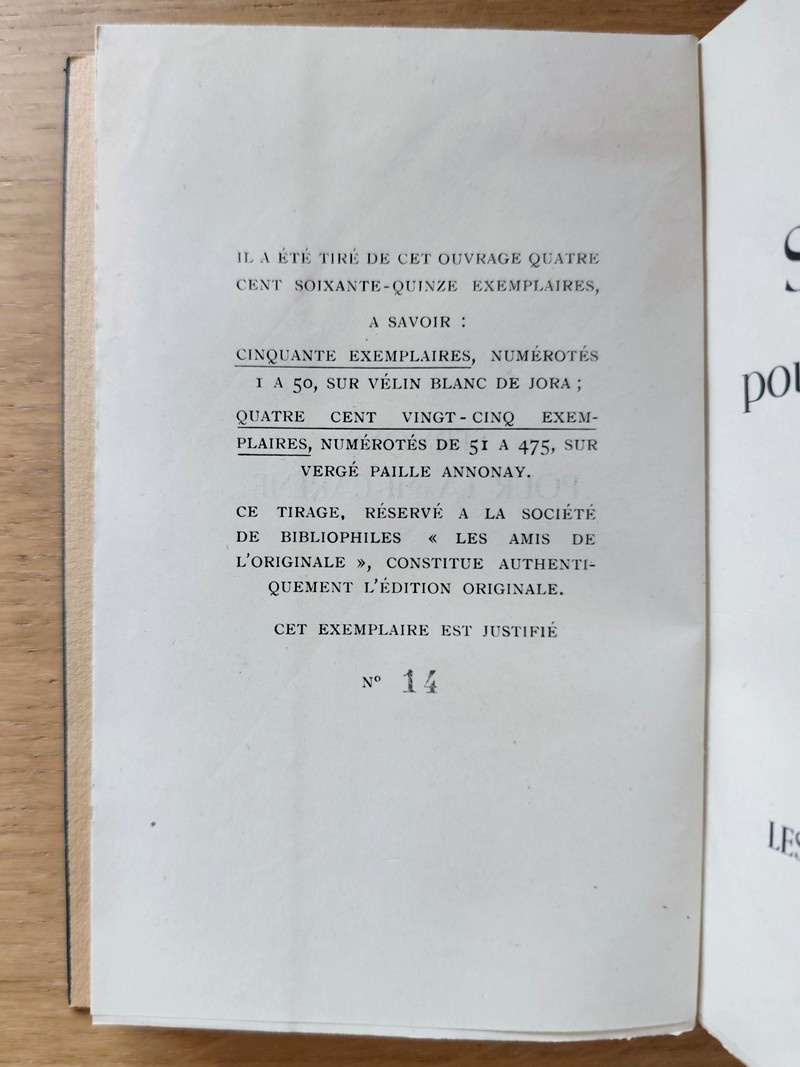 IL A ÉTÉ TIRÉ DE CET OUVRAGE QUATRE
CENT SOIXANTE-QUINZE EXEMPLAIRES,
A SAVOIR :
CINQUANTE EXEMPLAIRES, NUMÉROTÉS
1 A 50, SUR VÉLIN BLANC DE JORA ;
QUATRE CENT VINGT-CINQ EXEM-
PLAIRES, NUMÉROTÉS DE 51 A 475, SUR
VERGÉ PAILLE ANNONAY.
CE TIRAGE, RÉSERVÉ A LA SOCIÉTÉ
DE BIBLIOPHILES « LES AMIS DE
L'ORIGINALE », CONSTITUE AUTHENTI-
QUEMENT L'ÉDITION ORIGINALE.
CET EXEMPLAIRE EST JUSTIFIÉ
Nº 14